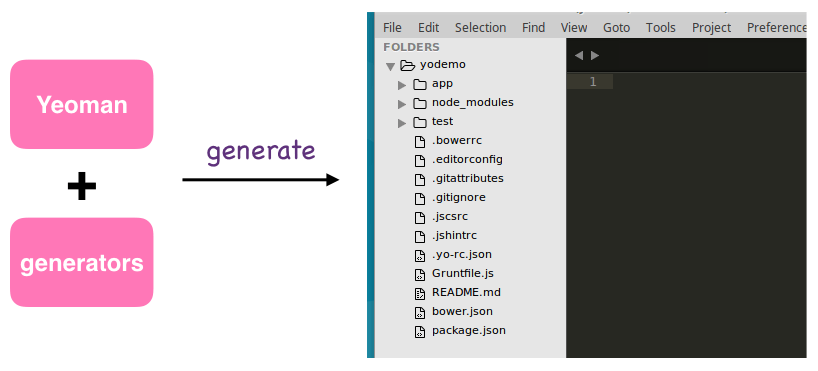 Yeoman
+
generators
generate
File Edit Selection Find View Goto Tools Project Preference
FOLDERS
yodemo
app
node_modules
test
.bowerrc
.editorconfig
.gitattributes
.gitignore
.jscsrc
.jshintrc
.yo-rc.json
Gruntfile.js
README.md
bower.json
package.json
1